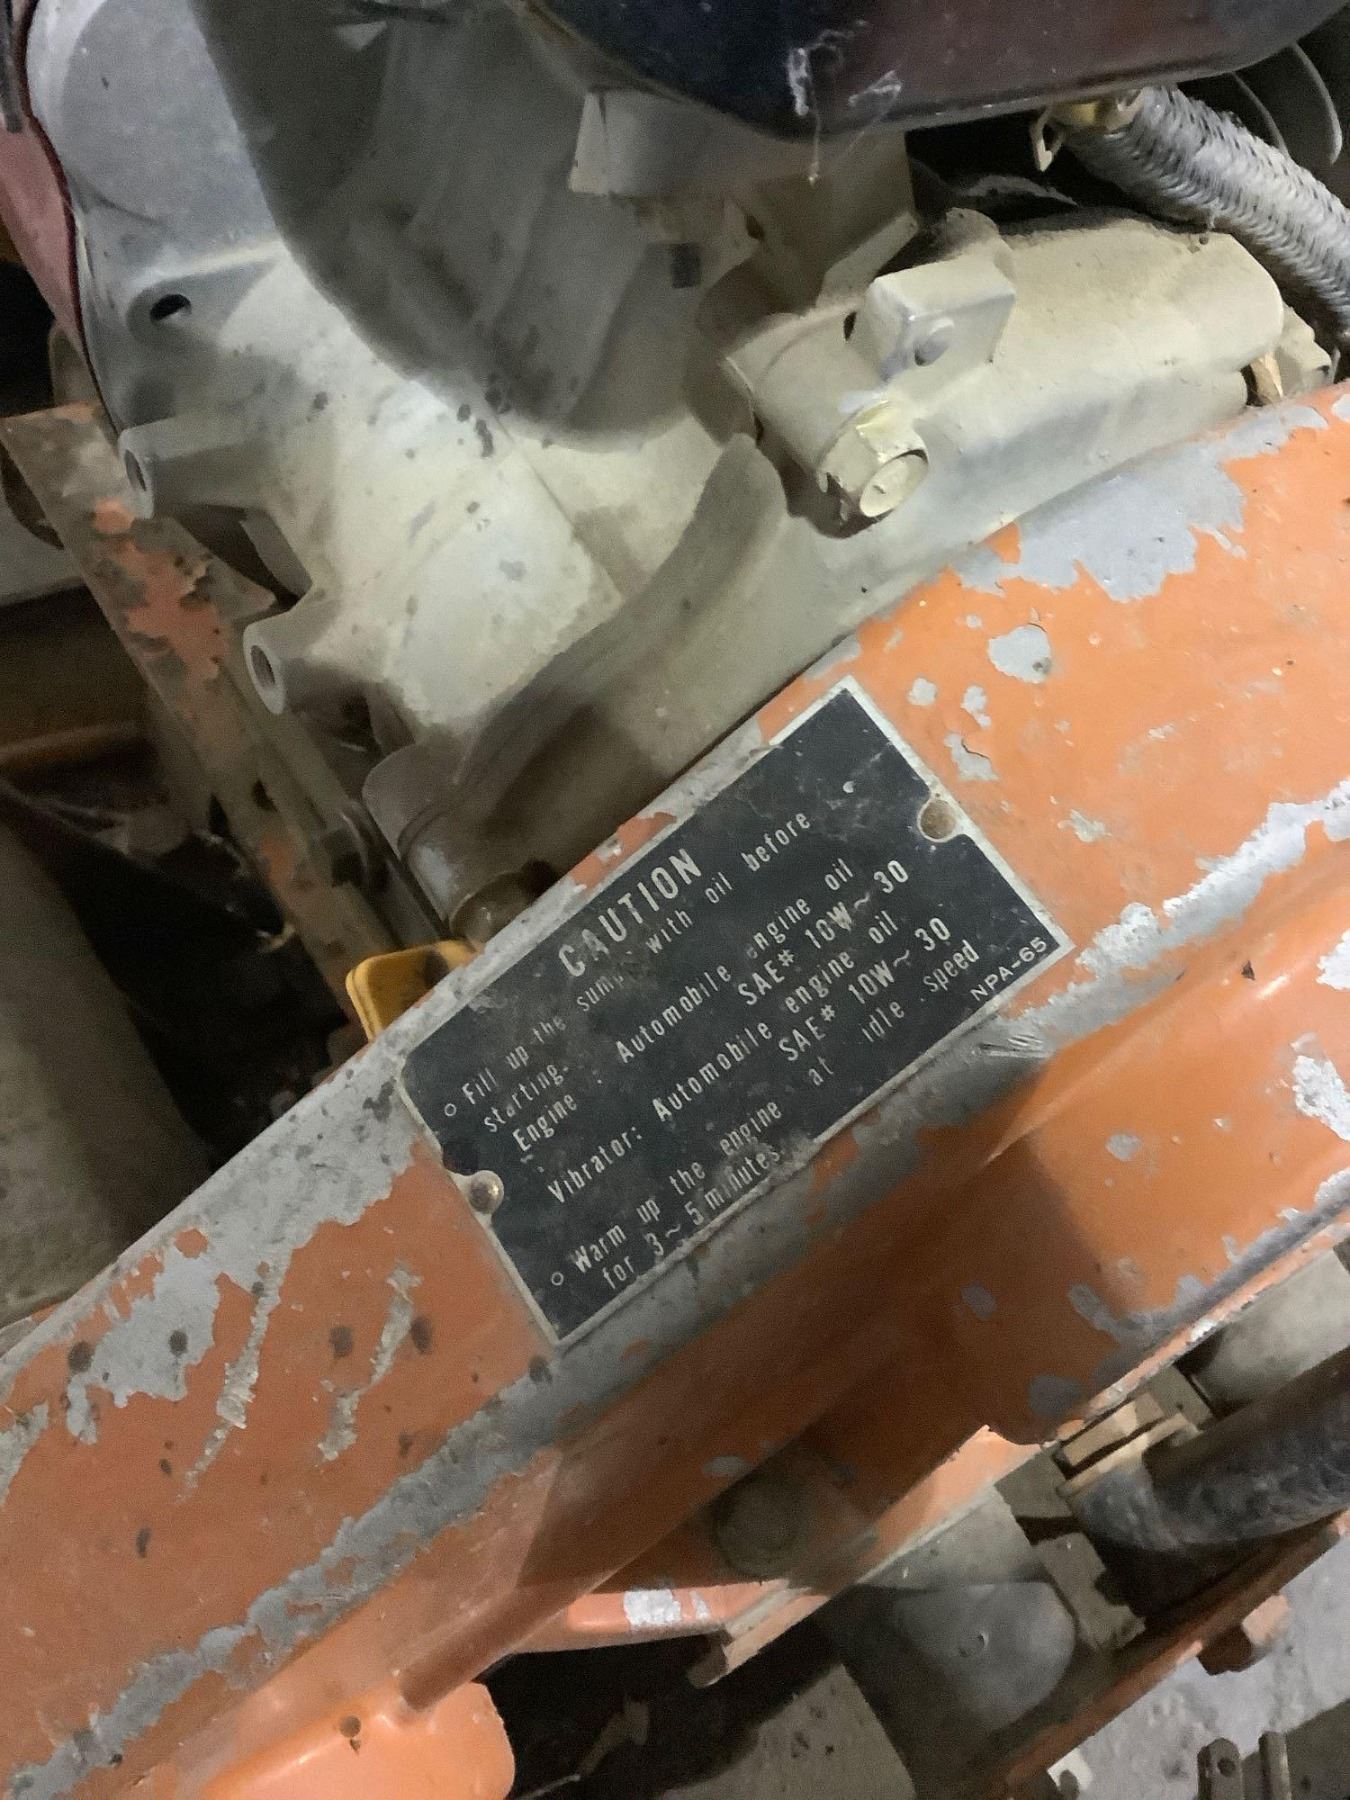 CAUTION
○ Fill up the sump with oil before
starting.
Engine : Automobile engine oil
SAE# 10W~30
Vibrator: Automobile engine oil
SAE# 10W~30
○ Warm up the engine at idle speed
for 3~5 minutes.
NPA-65